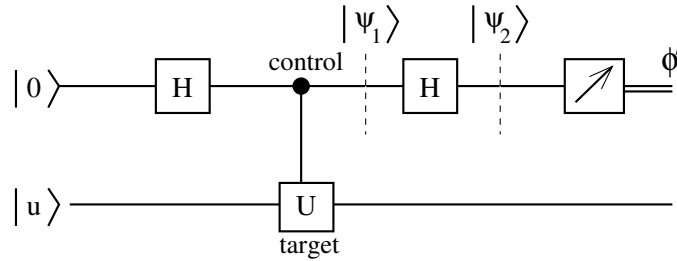 |ψ1⟩ |ψ2⟩
control
ϕ'
|0⟩ H H
|u⟩ U
target